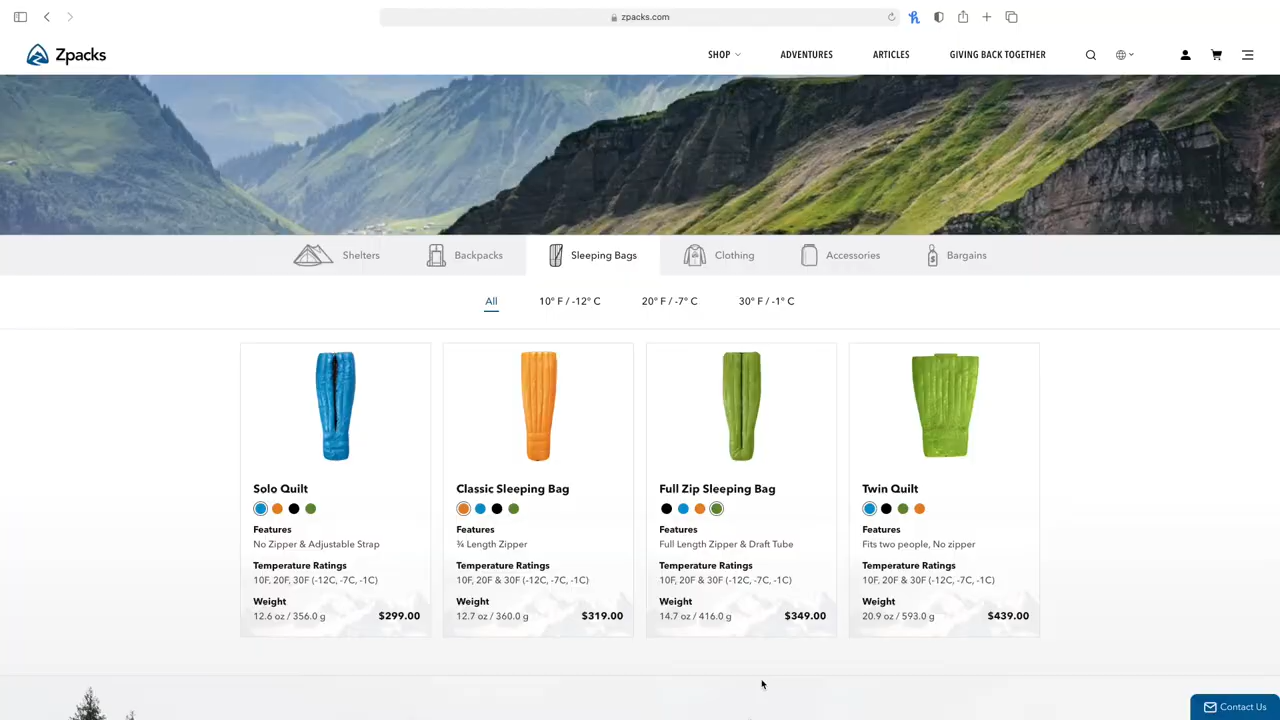 zpacks.com
Zpacks
SHOP
ADVENTURES
ARTICLES
GIVING BACK TOGETHER
Shelters
Backpacks
Sleeping Bags
Clothing
Accessories
Bargains
All
10° F / -12° C
20° F / -7° C
30° F / -1° C
Solo Quilt
Features
No Zipper & Adjustable Strap
Temperature Ratings
10F, 20F, 30F (-12C, -7C, -1C)
Weight
12.6 oz / 356.0 g
$299.00
Classic Sleeping Bag
Features
¾ Length Zipper
Temperature Ratings
10F, 20F & 30F (-12C, -7C, -1C)
Weight
12.7 oz / 360.0 g
$319.00
Full Zip Sleeping Bag
Features
Full Length Zipper & Draft Tube
Temperature Ratings
10F, 20F & 30F (-12C, -7C, -1C)
Weight
14.7 oz / 416.0 g
$349.00
Twin Quilt
Features
Fits two people, No zipper
Temperature Ratings
10F, 20F & 30F (-12C, -7C, -1C)
Weight
20.9 oz / 593.0 g
$439.00
Contact Us